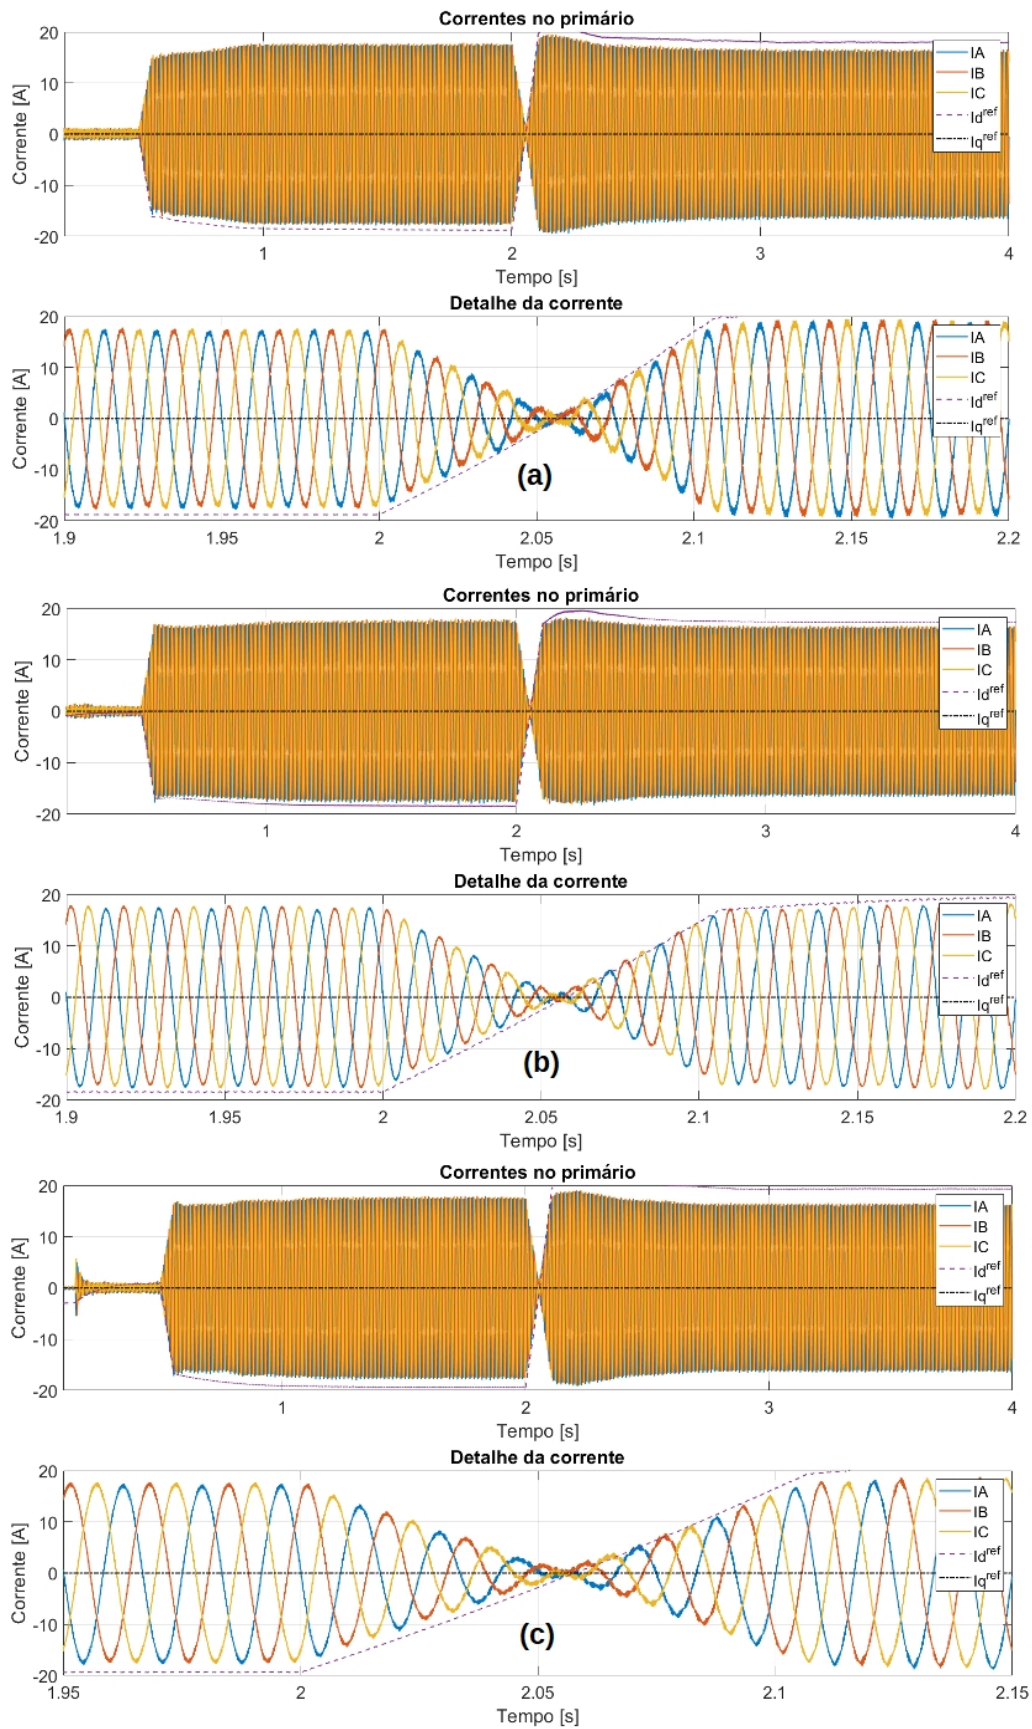 Correntes no primário
20
10
0
-10
-20
Corrente [A]
1
2
3
4
Tempo [s]
IA
IB
IC
Id^ref
Iq^ref
Detalhe da corrente
20
10
0
-10
-20
Corrente [A]
(a)
1.9
1.95
2
2.05
2.1
2.15
2.2
Tempo [s]
IA
IB
IC
Id^ref
Iq^ref
Correntes no primário
20
10
0
-10
-20
Corrente [A]
1
2
3
4
Tempo [s]
IA
IB
IC
Id^ref
Iq^ref
Detalhe da corrente
20
10
0
-10
-20
Corrente [A]
(b)
1.9
1.95
2
2.05
2.1
2.15
2.2
Tempo [s]
IA
IB
IC
Id^ref
Iq^ref
Correntes no primário
20
10
0
-10
-20
Corrente [A]
1
2
3
4
Tempo [s]
IA
IB
IC
Id^ref
Iq^ref
Detalhe da corrente
20
10
0
-10
-20
Corrente [A]
(c)
1.95
2
2.05
2.1
2.15
Tempo [s]
IA
IB
IC
Id^ref
Iq^ref